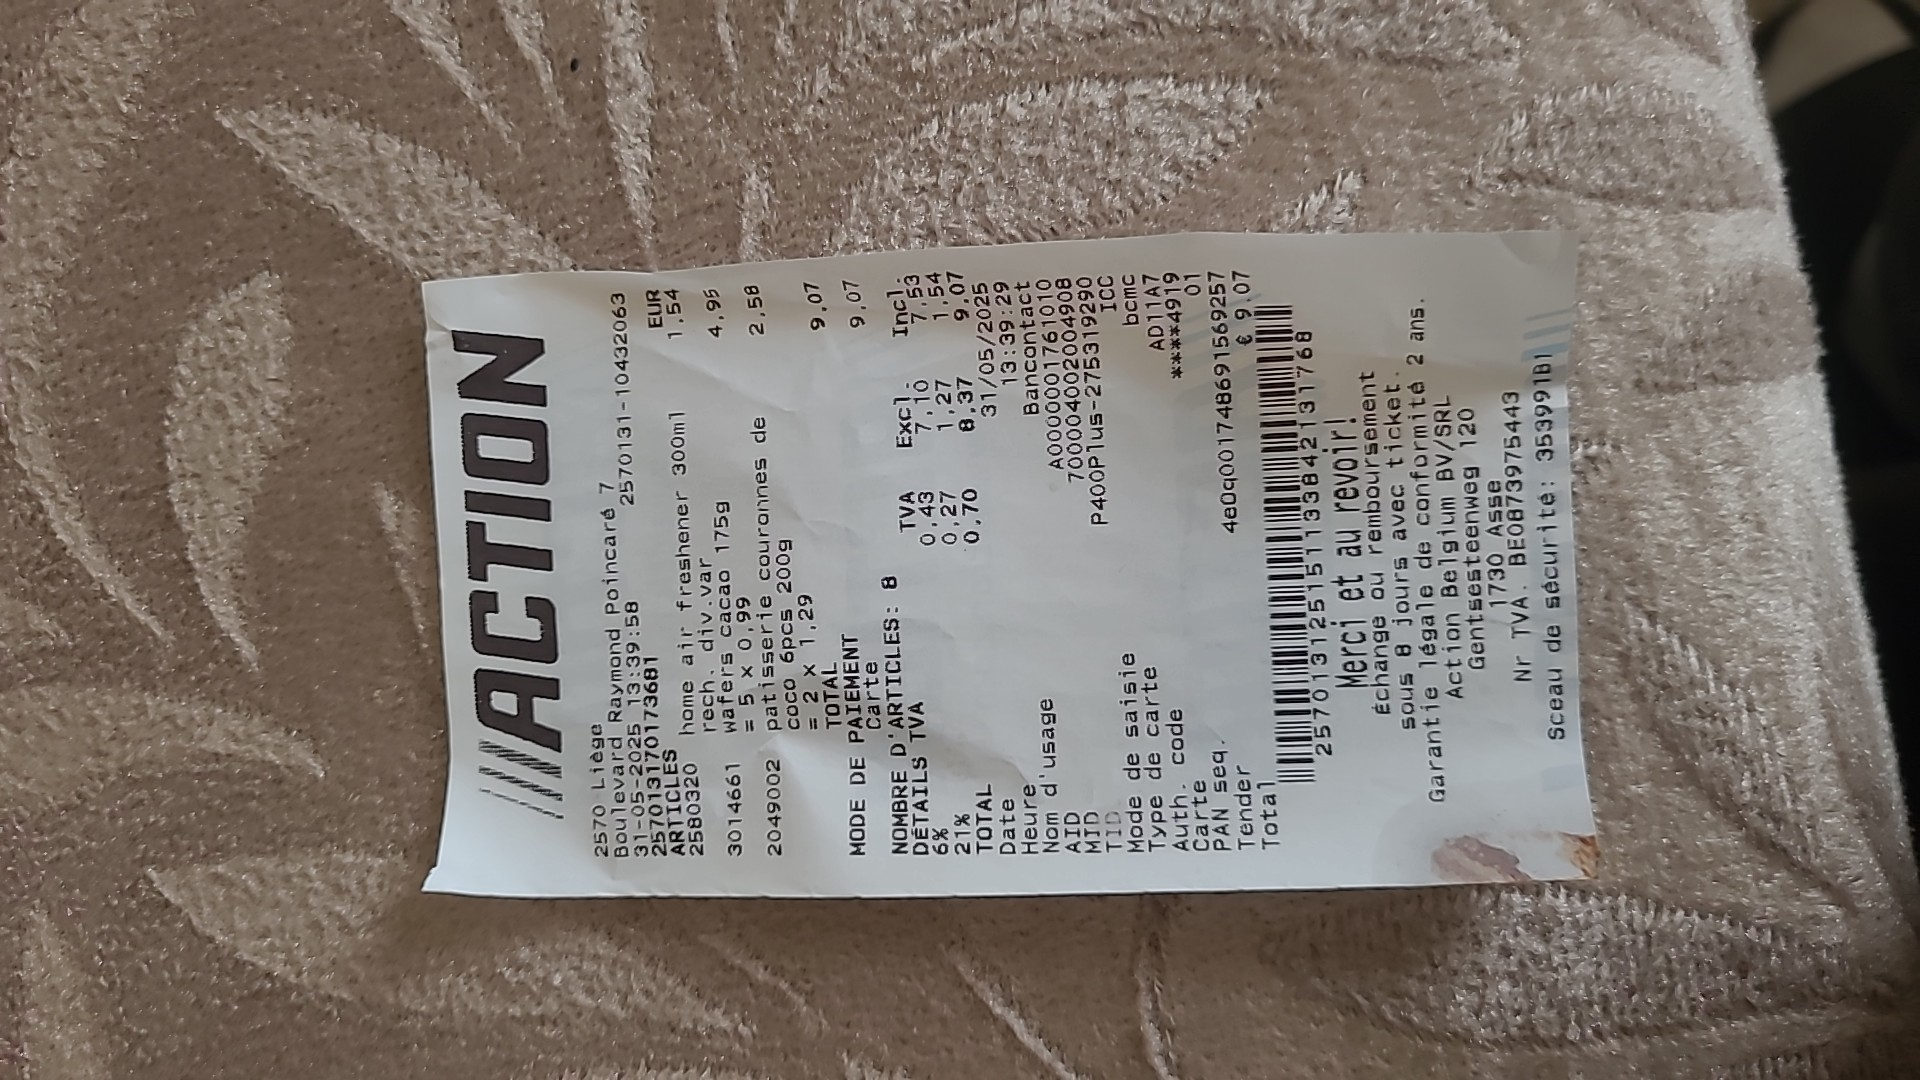 ACTION
2570 Liège
Boulevard Raymond Poincaré 7
31-05-2025 13:39:58 2570131-10432063
257013170173681
ARTICLES EUR
2580320 home air freshener 300ml 1,54
rech. div.var
3014661 wafers cacao 175g
= 5 x 0,99 4,95
2049002 patisserie couronnes de
coco 6pcs 200g
= 2 x 1,29 2,58
TOTAL 9,07
MODE DE PAIEMENT
Carte 9,07
NOMBRE D'ARTICLES: 8
DÉTAILS TVA TVA Excl. Incl.
6% 0,43 7,10 7,53
21% 0,27 1,27 1,54
TOTAL 0,70 8,37 9,07
Date 31/05/2025
Heure 13:39:29
Nom d'usage Bancontact
AID A0000001761010
MID 7000040020004908
TID P400Plus-275319290
Mode de saisie ICC
Type de carte bcmc
Auth. code AD11A7
Carte *****4919
PAN seq. 01
Tender 4e0q001748691569257
Total € 9,07
257013125151133842131768
Merci et au revoir!
Échange ou remboursement
sous 8 jours avec ticket.
Garantie légale de conformité 2 ans.
Action Belgium BV/SRL
Gentsesteenweg 120
1730 Asse
Nr TVA. BE0873975443
Sceau de sécurité: 353991B1